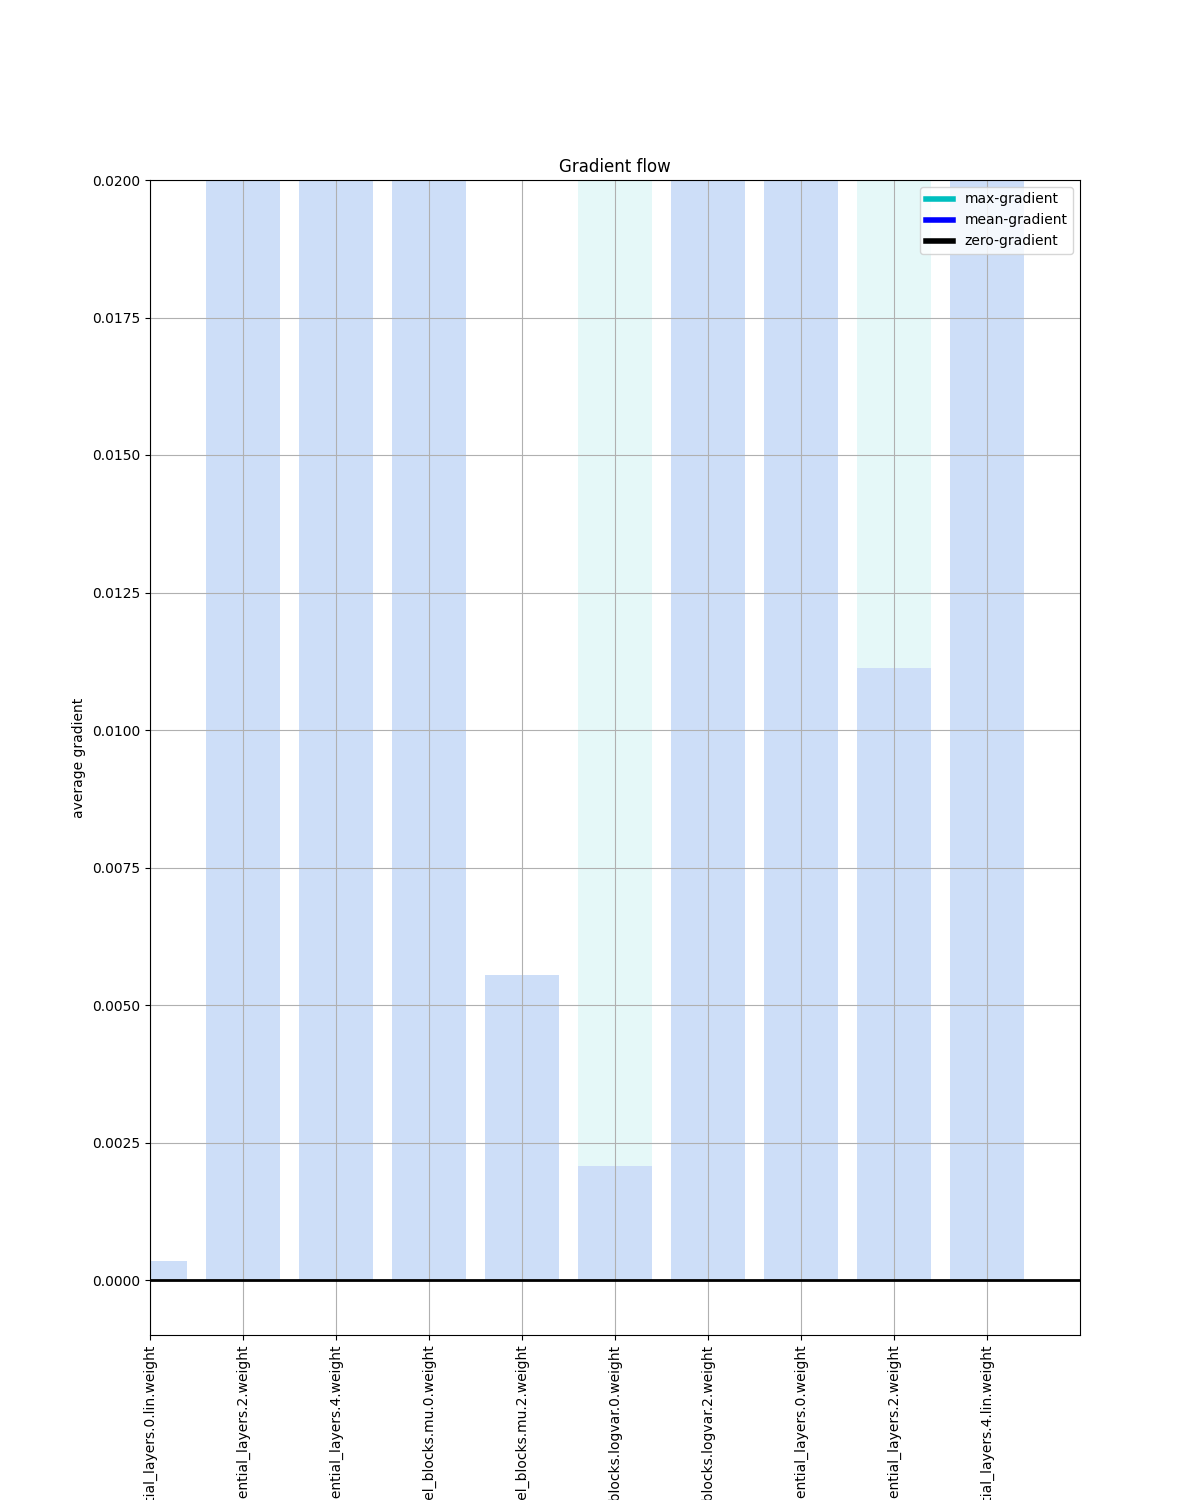 Gradient flow
max-gradient
mean-gradient
zero-gradient
0.0200
0.0175
0.0150
0.0125
0.0100
0.0075
0.0050
0.0025
0.0000
average gradient
tial_layers.0.lin.weight
ential_layers.2.weight
ential_layers.4.weight
el_blocks.mu.0.weight
el_blocks.mu.2.weight
blocks.logvar.0.weight
blocks.logvar.2.weight
ential_layers.0.weight
ential_layers.2.weight
tial_layers.4.lin.weight